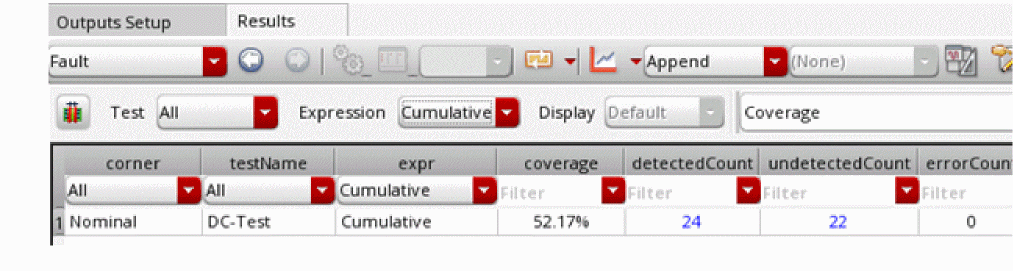 Outputs Setup Results
Fault Append (None)
Test All Expression Cumulative Display Default Coverage
corner testName expr coverage detectedCount undetectedCount errorCoun
All All Cumulative Filter Filter Filter Filter
1 Nominal DC-Test Cumulative 52.17% 24 22 0